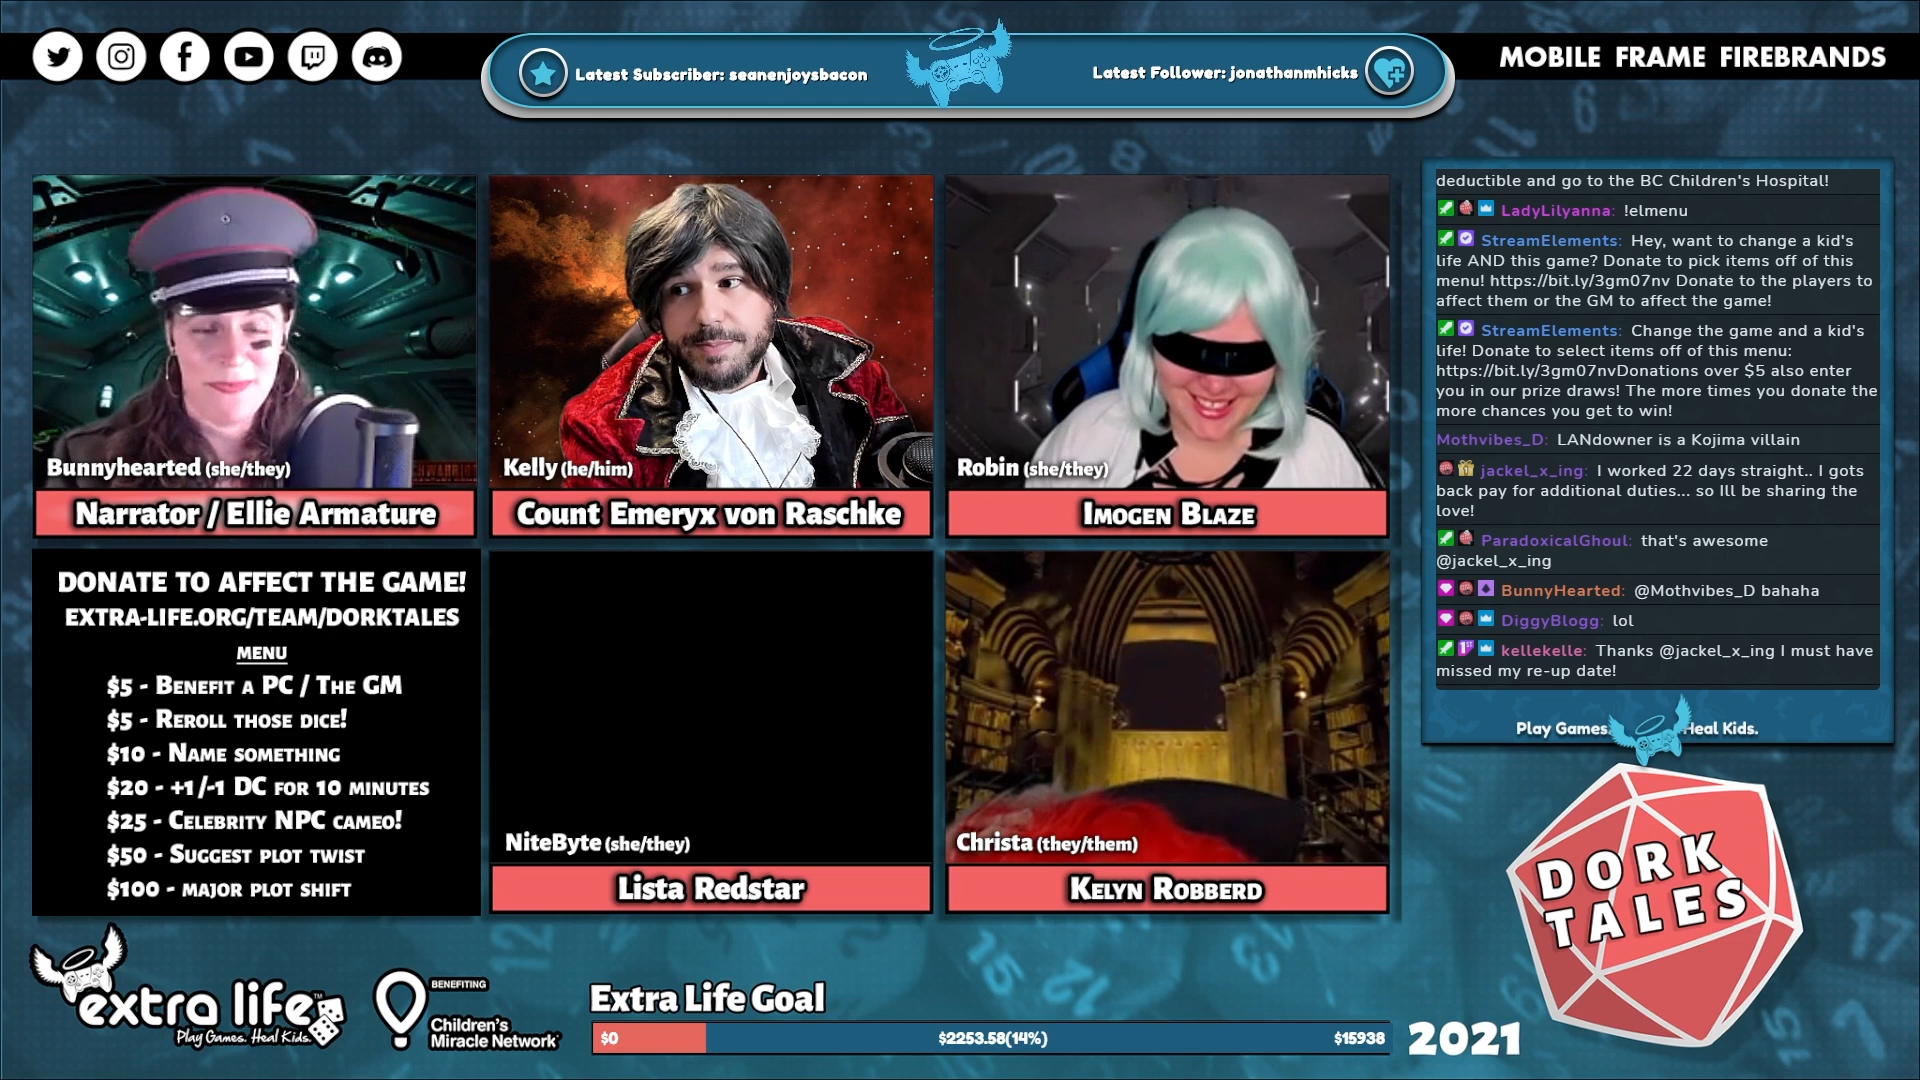 Latest Subscriber: seanenjoysbacon
Latest Follower: jonathanmhicks
MOBILE FRAME FIREBRANDS
Bunnyhearted (she/they)
Narrator / Ellie Armature
Kelly (he/him)
Count Emeryx von Raschke
Robin (she/they)
Imogen Blaze
DONATE TO AFFECT THE GAME!
EXTRA-LIFE.ORG/TEAM/DORKTALES
MENU
$5 - Benefit a PC / The GM
$5 - Reroll those dice!
$10 - Name something
$20 - +1/-1 DC for 10 minutes
$25 - Celebrity NPC cameo!
$50 - Suggest plot twist
$100 - major plot shift
NiteByte (she/they)
Lista Redstar
Christa (they/them)
Kelyn Robberd
deductible and go to the BC Children's Hospital!
LadyLilyanna: !elmenu
StreamElements: Hey, want to change a kid's
life AND this game? Donate to pick items off of this
menu! https://bit.ly/3gm07nv Donate to the players to
affect them or the GM to affect the game!
StreamElements: Change the game and a kid's
life! Donate to select items off of this menu:
https://bit.ly/3gm07nvDonations over $5 also enter
you in our prize draws! The more times you donate the
more chances you get to win!
Mothvibes_D: LANdowner is a Kojima villain
jackel_x_ing: I worked 22 days straight.. I gots
back pay for additional duties... so Ill be sharing the
love!
ParadoxicalGhoul: that's awesome
@jackel_x_ing
BunnyHearted: @Mothvibes_D bahaha
DiggyBlogg: lol
kellekelle: Thanks @jackel_x_ing I must have
missed my re-up date!
Play Games. Heal Kids.
DORK
TALES
extra life™
Play Games. Heal Kids.
BENEFITING
Children's
Miracle Network
Extra Life Goal
$0 $2253.58(14%) $15938
2021